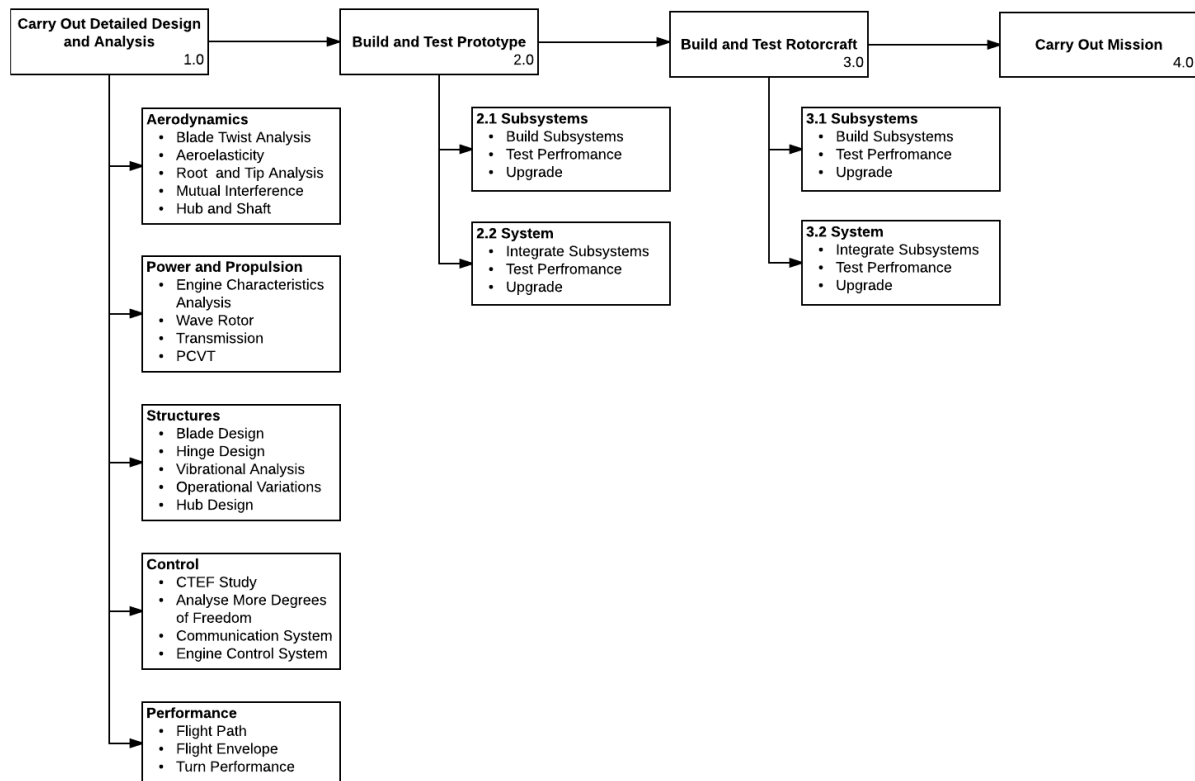 Carry Out Detailed Design
and Analysis
1.0
Build and Test Prototype
2.0
Build and Test Rotorcraft
3.0
Carry Out Mission
4.0
Aerodynamics
• Blade Twist Analysis
• Aeroelasticity
• Root and Tip Analysis
• Mutual Interference
• Hub and Shaft
Power and Propulsion
• Engine Characteristics
Analysis
• Wave Rotor
• Transmission
• PCVT
Structures
• Blade Design
• Hinge Design
• Vibrational Analysis
• Operational Variations
• Hub Design
Control
• CTEF Study
• Analyse More Degrees
of Freedom
• Communication System
• Engine Control System
Performance
• Flight Path
• Flight Envelope
• Turn Performance
2.1 Subsystems
• Build Subsystems
• Test Perfromance
• Upgrade
2.2 System
• Integrate Subsystems
• Test Perfromance
• Upgrade
3.1 Subsystems
• Build Subsystems
• Test Perfromance
• Upgrade
3.2 System
• Integrate Subsystems
• Test Perfromance
• Upgrade